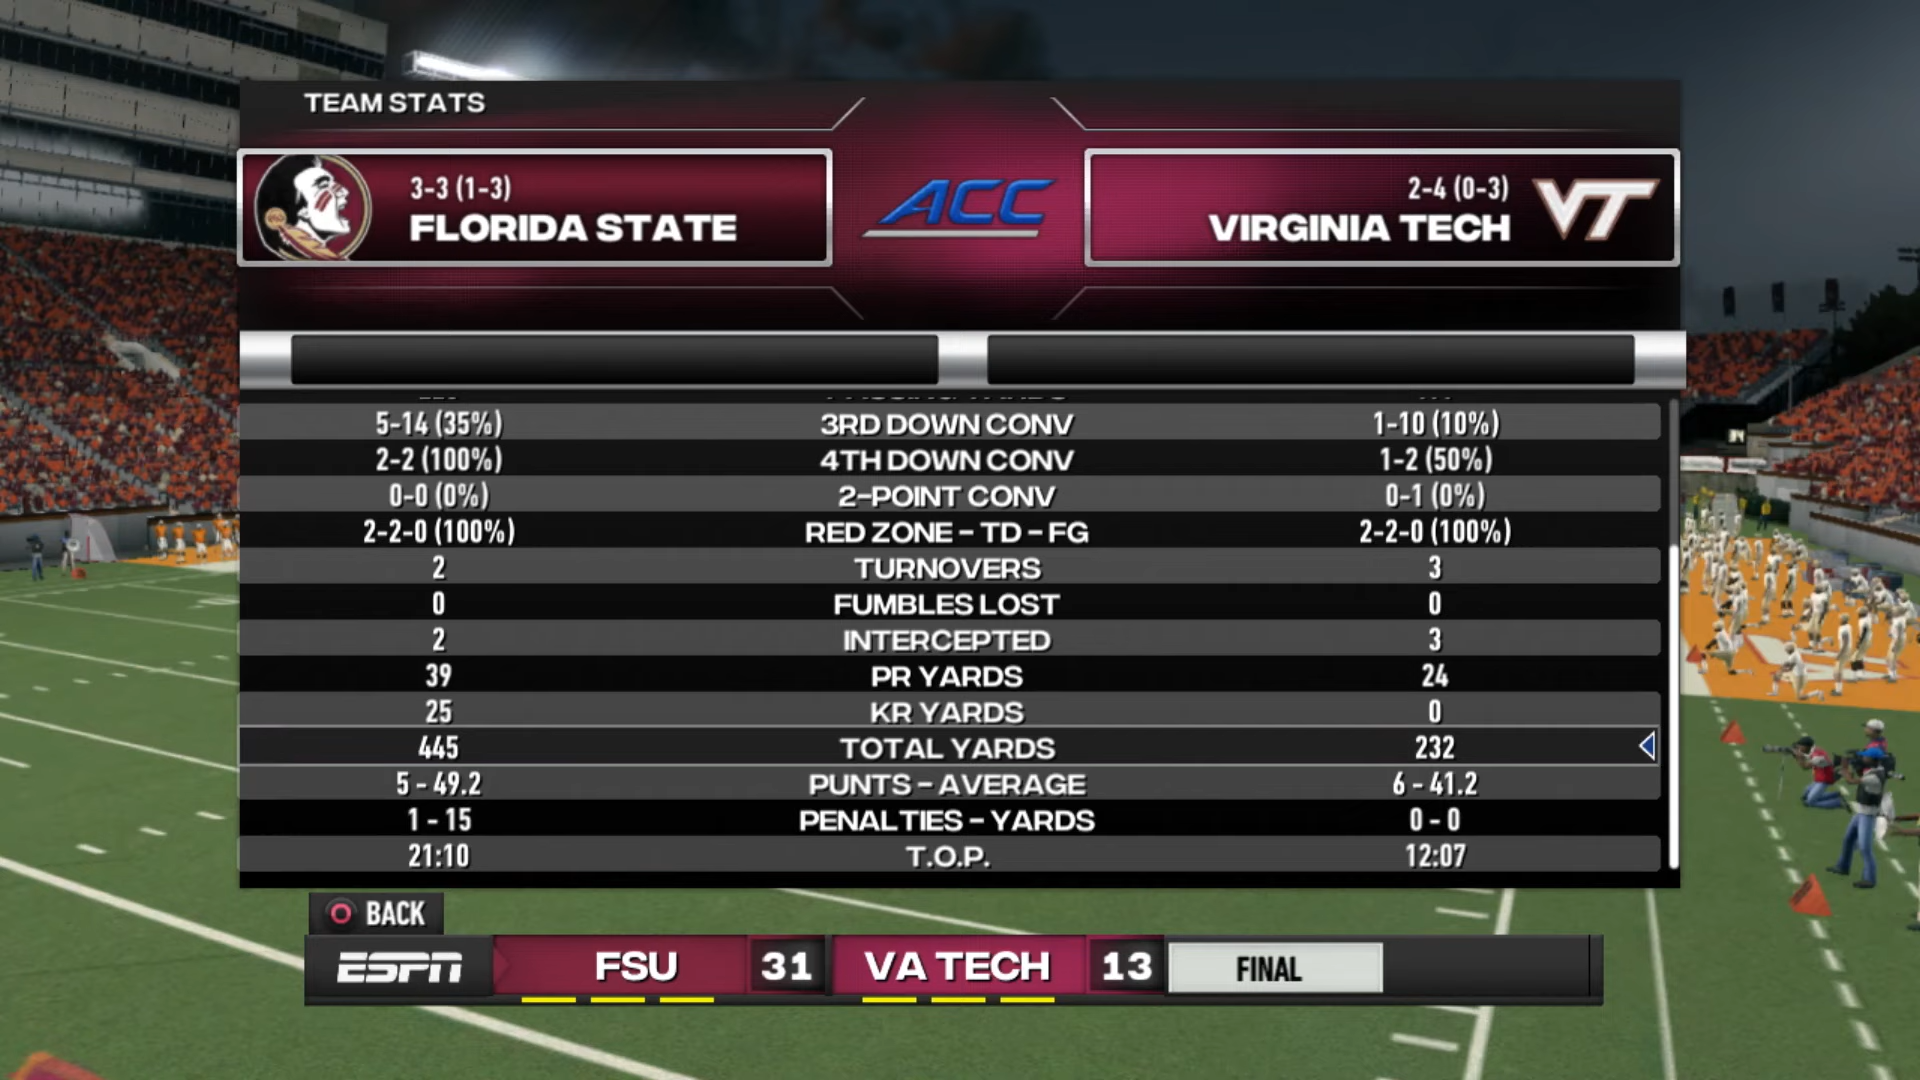 TEAM STATS
3-3 (1-3)
FLORIDA STATE
ACC
2-4 (0-3)
VIRGINIA TECH
VT
5-14 (35%) 3RD DOWN CONV 1-10 (10%)
2-2 (100%) 4TH DOWN CONV 1-2 (50%)
0-0 (0%) 2-POINT CONV 0-1 (0%)
2-2-0 (100%) RED ZONE - TD - FG 2-2-0 (100%)
2 TURNOVERS 3
0 FUMBLES LOST 0
2 INTERCEPTED 3
39 PR YARDS 24
25 KR YARDS 0
445 TOTAL YARDS 232
5 - 49.2 PUNTS - AVERAGE 6 - 41.2
1 - 15 PENALTIES - YARDS 0 - 0
21:10 T.O.P. 12:07
BACK
ESPN FSU 31 VA TECH 13 FINAL